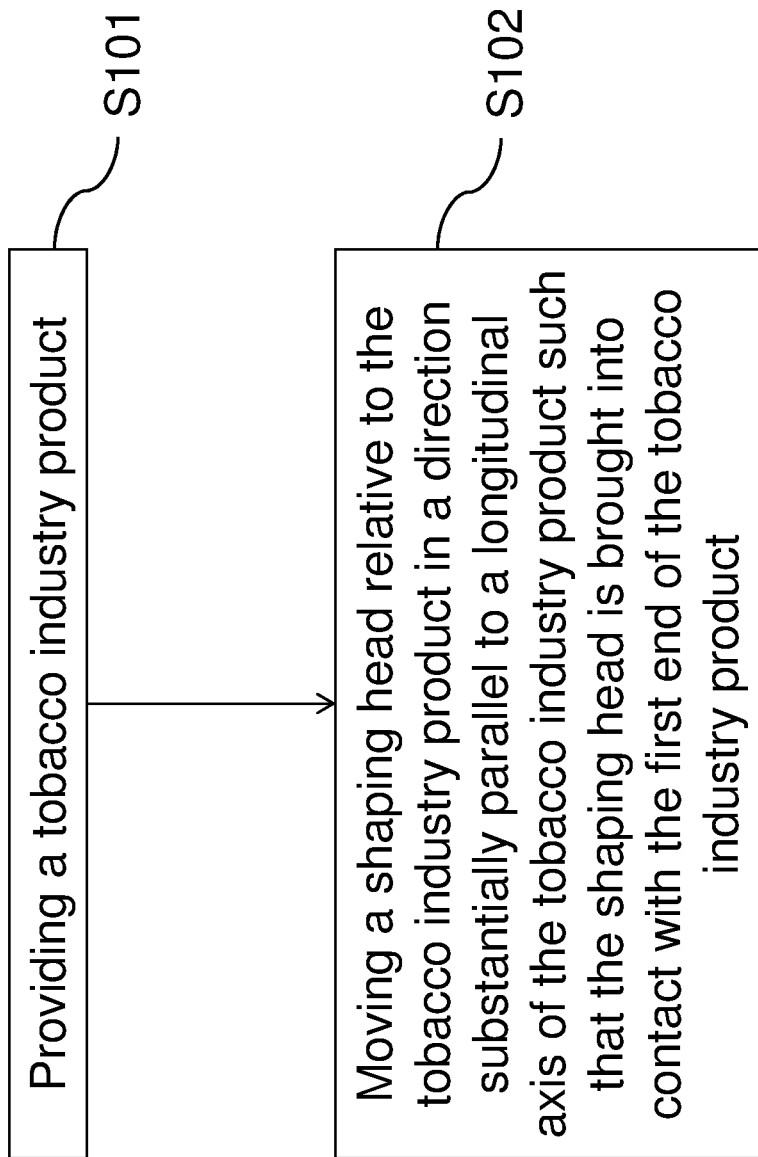 Providing a tobacco industry product
S101
Moving a shaping head relative to the
tobacco industry product in a direction
substantially parallel to a longitudinal
axis of the tobacco industry product such
that the shaping head is brought into
contact with the first end of the tobacco
industry product
S102